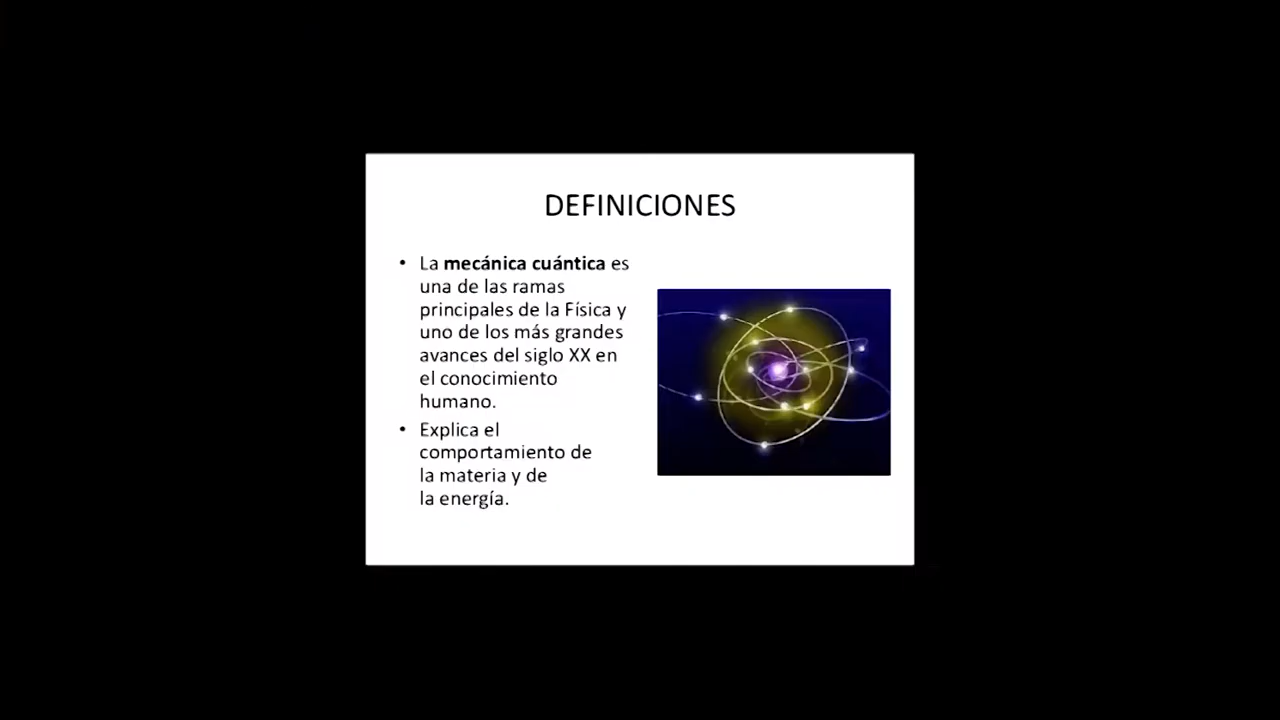 DEFINICIONES
• La mecánica cuántica es
una de las ramas
principales de la Física y
uno de los más grandes
avances del siglo XX en
el conocimiento
humano.
• Explica el
comportamiento de
la materia y de
la energía.